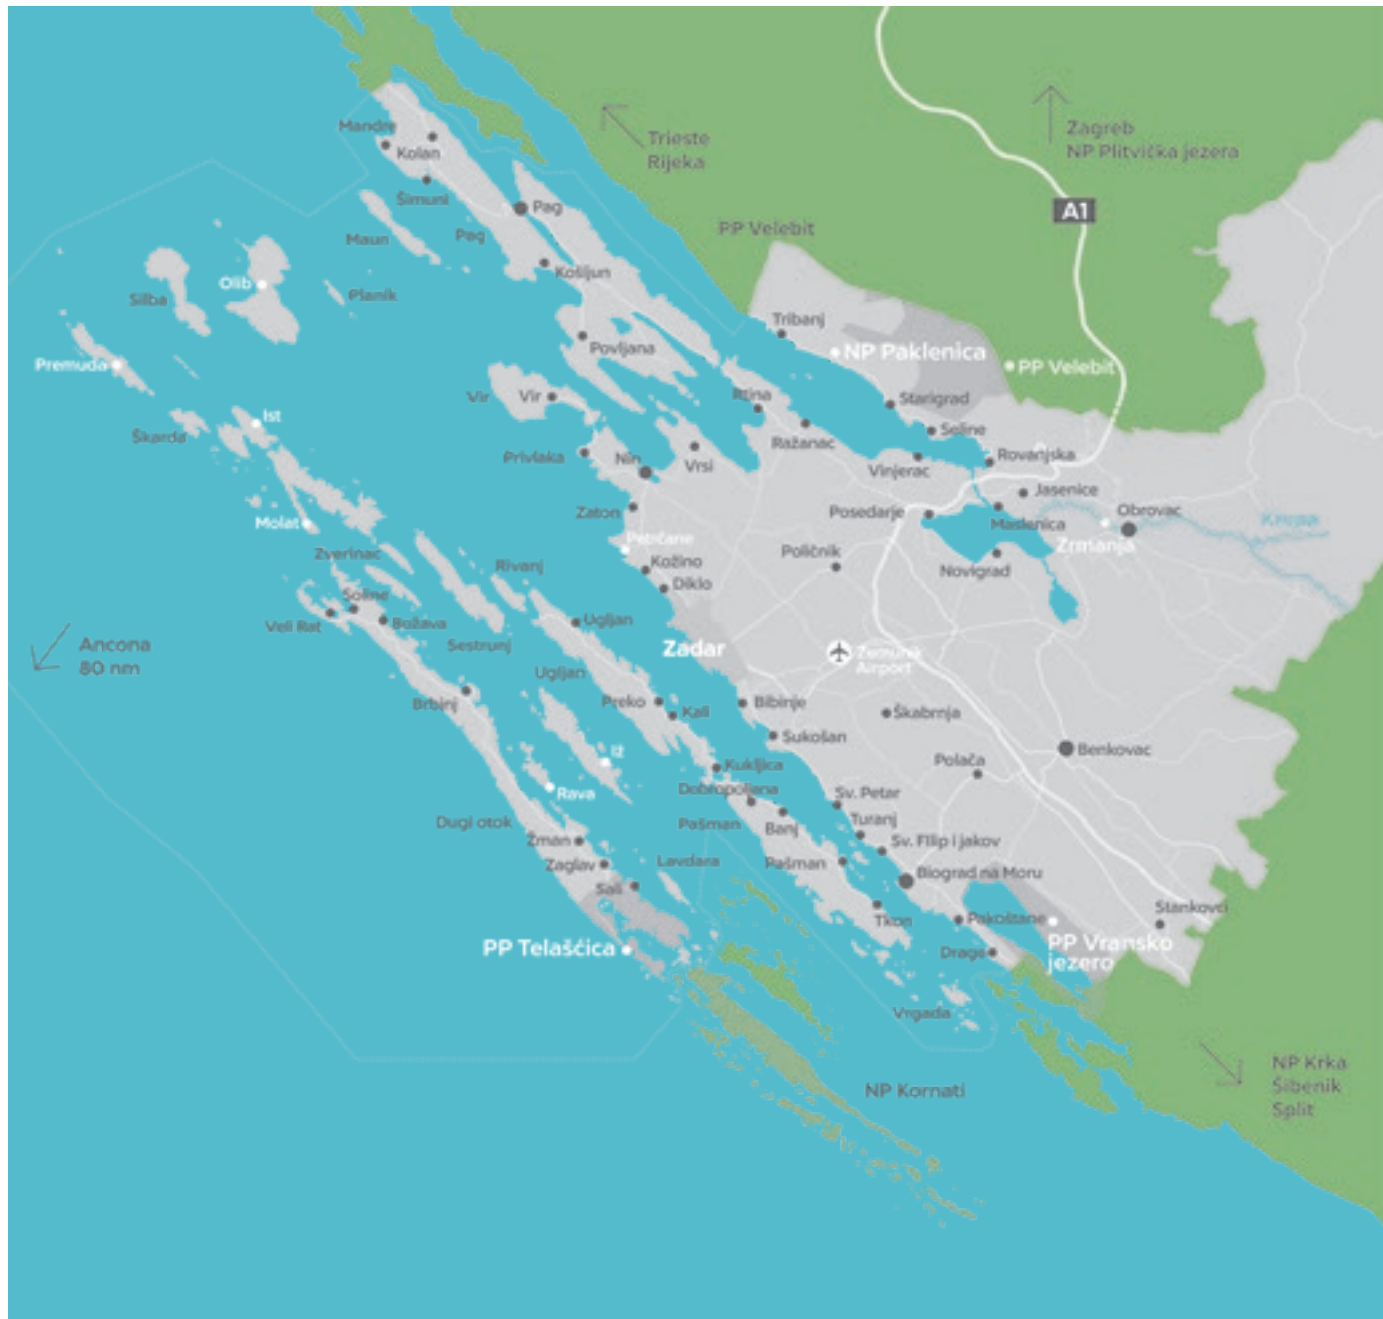 Mandre
Kolan
Šimuni
Pag
Maun
Pag
Košljun
Trieste
Rijeka
Zagreb
NP Plitvička jezera
A1
PP Velebit
Silba
Olib
Planik
Povljana
Tribanj
NP Paklenica
PP Velebit
Premuda
Ist
Škarda
Vir
Vir
Rtina
Ražanac
Starigrad
Seline
Privlaka
Nin
Vrsi
Vinjerac
Rovanjska
Jasenice
Molat
Zaton
Posedarje
Maslenica
Obrovac
Krupa
Zrmanja
Petrčane
Zverinac
Rivanj
Kožino
Poličnik
Novigrad
Diklo
Soline
Veli Rat
Božava
Sestrunj
Ugljan
Ugljan
Zadar
Zemunik
Airport
Ancona
80 nm
Brbinj
Preko
Kali
Bibinje
Škabrnja
Sukošan
Benkovac
Iž
Rava
Kukljica
Polača
Dugi otok
Dobropoljana
Pašman
Banj
Sv. Petar
Turanj
Žman
Zaglav
Sali
Lavdara
Pašman
Sv. FIlip i jakov
Biograd na Moru
Tkon
Pakoštane
Stankovci
PP Telašćica
Drage
PP Vransko
jezero
Vrgada
NP Kornati
NP Krka
Šibenik
Split